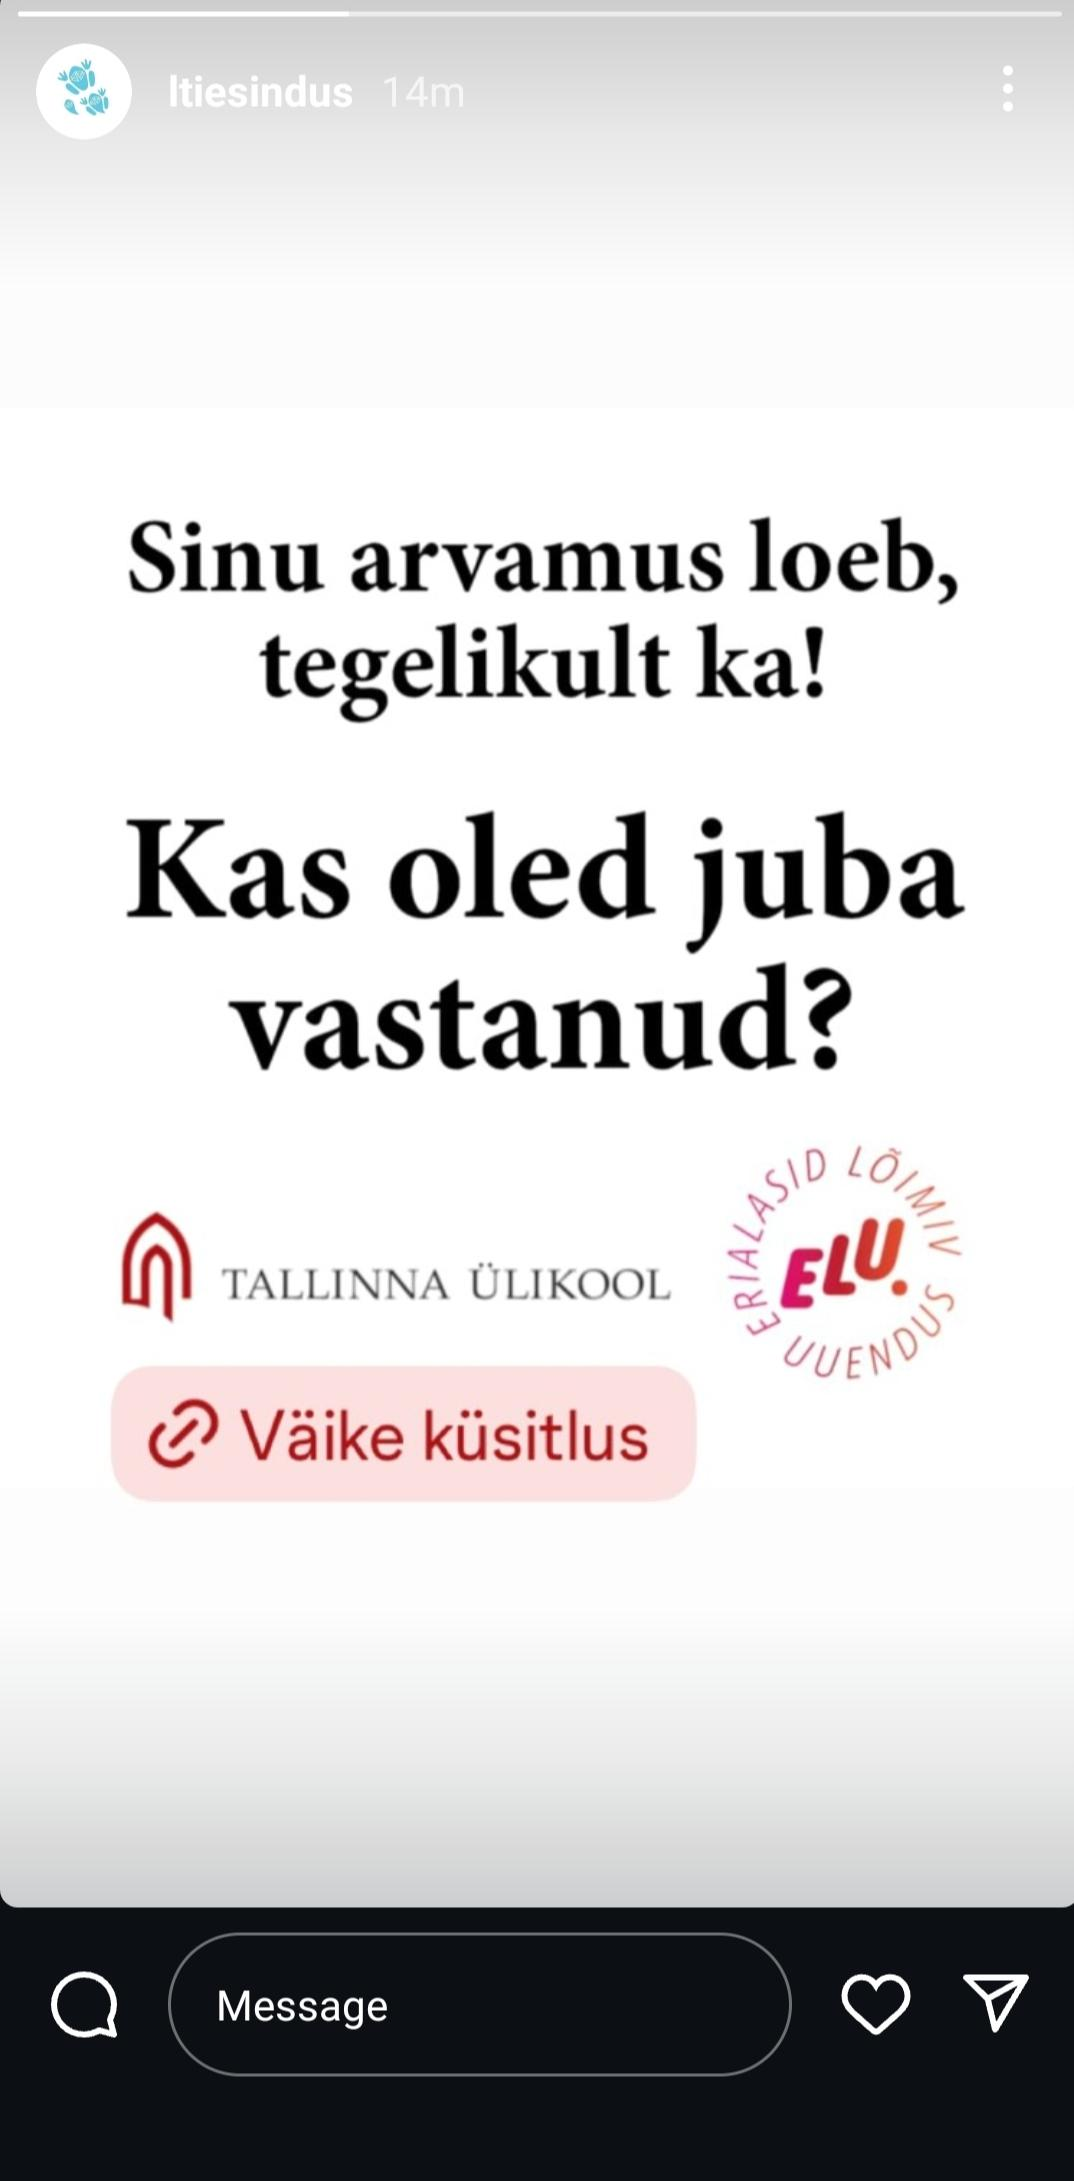 ltiesindus 14m
Sinu arvamus loeb,
tegelikult ka!
Kas oled juba
vastanud?
ERIALASID LÕIMIV UUENDUS
ELU.
TALLINNA ÜLIKOOL
Väike küsitlus
Message